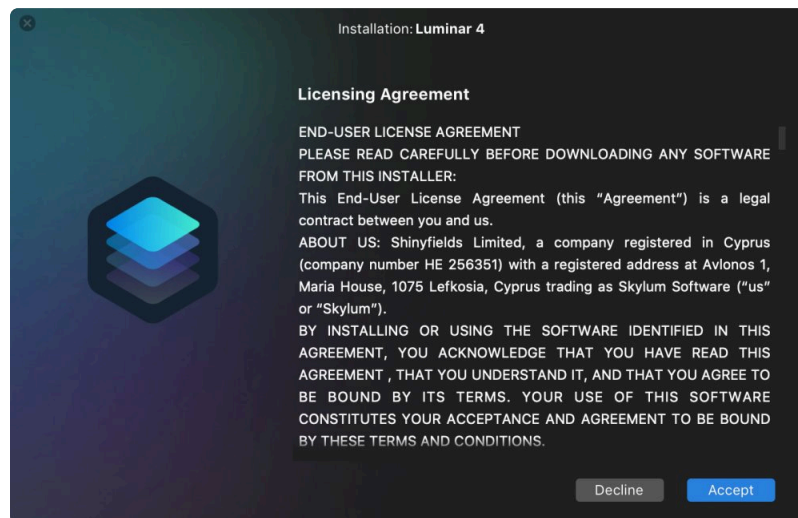 Installation: Luminar 4
Licensing Agreement
END-USER LICENSE AGREEMENT
PLEASE READ CAREFULLY BEFORE DOWNLOADING ANY SOFTWARE
FROM THIS INSTALLER:
This End-User License Agreement (this “Agreement”) is a legal
contract between you and us.
ABOUT US: Shinyfields Limited, a company registered in Cyprus
(company number HE 256351) with a registered address at Avlonos 1,
Maria House, 1075 Lefkosia, Cyprus trading as Skylum Software (“us”
or “Skylum”).
BY INSTALLING OR USING THE SOFTWARE IDENTIFIED IN THIS
AGREEMENT, YOU ACKNOWLEDGE THAT YOU HAVE READ THIS
AGREEMENT , THAT YOU UNDERSTAND IT, AND THAT YOU AGREE TO
BE BOUND BY ITS TERMS. YOUR USE OF THIS SOFTWARE
CONSTITUTES YOUR ACCEPTANCE AND AGREEMENT TO BE BOUND
BY THESE TERMS AND CONDITIONS.
Decline
Accept